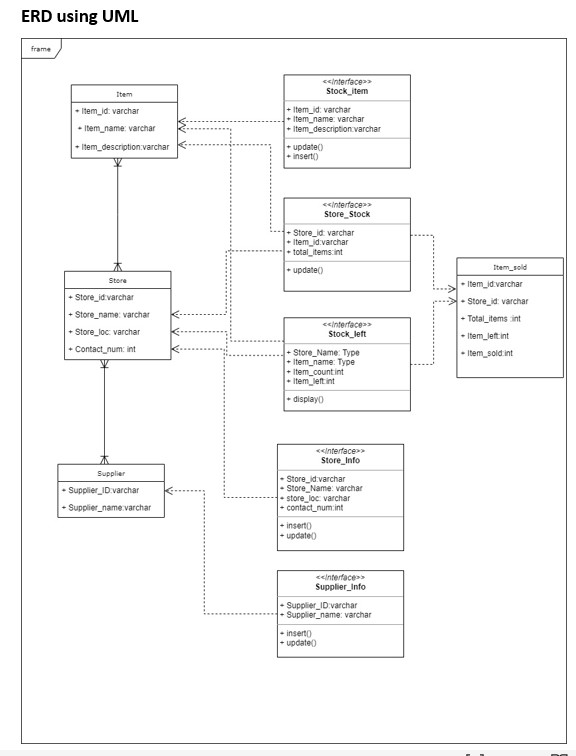 ERD using UML
frame
Item
+ Item_id: varchar
+ Item_name: varchar
+ Item_description:varchar
<<Interface>>
Stock_item
+ Item_id: varchar
+ Item_name: varchar
+ Item_description:varchar
+ update()
+ insert()
<<Interface>>
Store_Stock
+ Store_id: varchar
+ Item_id:varchar
+ total_items:int
+ update()
Item_sold
+ Item_id:varchar
+ Store_id: varchar
+ Total_items :int
+ Item_left:int
+ Item_sold:int
Store
+ Store_id:varchar
+ Store_name: varchar
+ Store_loc: varchar
+ Contact_num: int
<<Interface>>
Stock_left
+ Store_Name: Type
+ Item_name: Type
+ Item_count:int
+ Item_left:int
+ display()
Supplier
+ Supplier_ID:varchar
+ Supplier_name:varchar
<<Interface>>
Store_Info
+ Store_id:varchar
+ Store_Name: varchar
+ store_loc: varchar
+ contact_num:int
+ insert()
+ update()
<<Interface>>
Supplier_Info
+ Supplier_ID:varchar
+ Supplier_name: varchar
+ insert()
+ update()